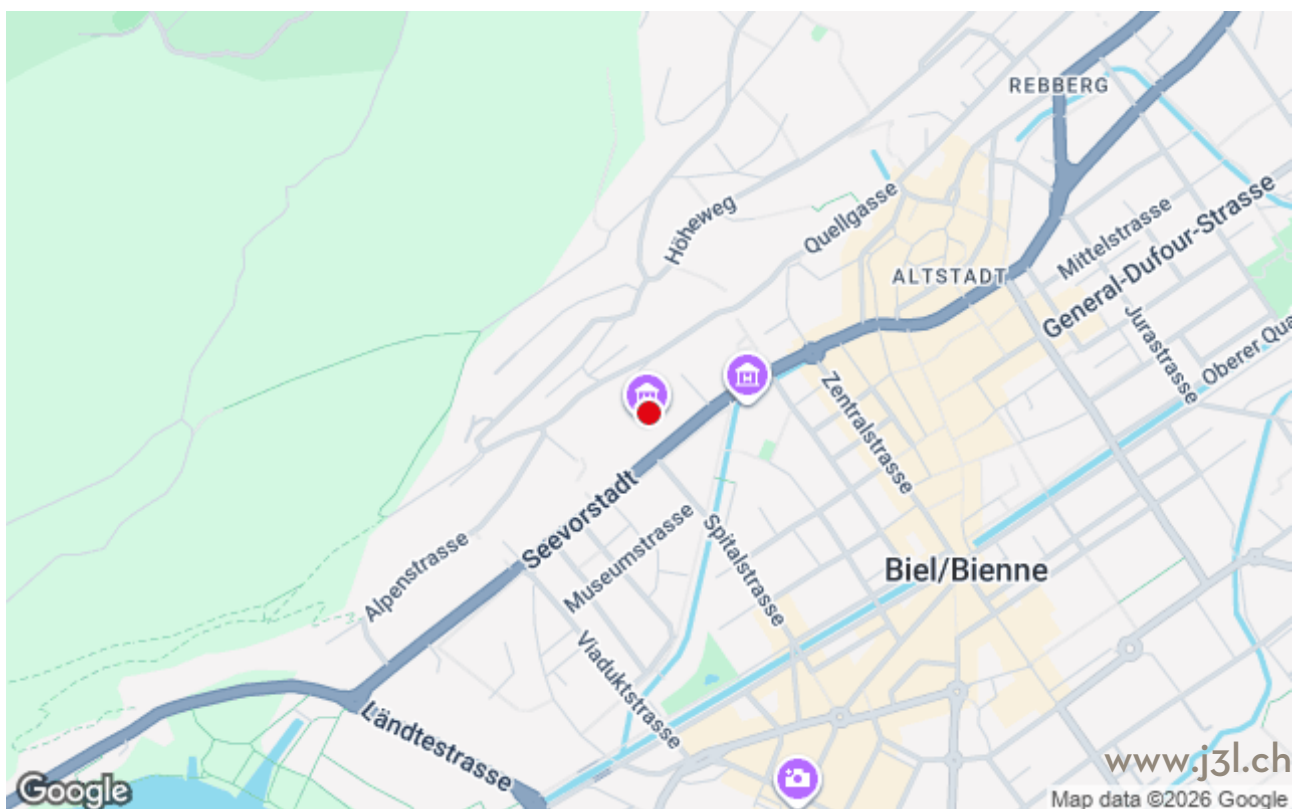 REBBERG
Höheweg
Quellgasse
Mittelstrasse
General-Dufour-Strasse
ALTSTADT
Jurastrasse
Oberer Qua
Zentralstrasse
Seevorstadt
Museumstrasse
Spitalstrasse
Alpenstrasse
Biel/Bienne
Viaduktstrasse
Ländtestrasse
www.j3l.ch
Google
Map data ©2026 Google